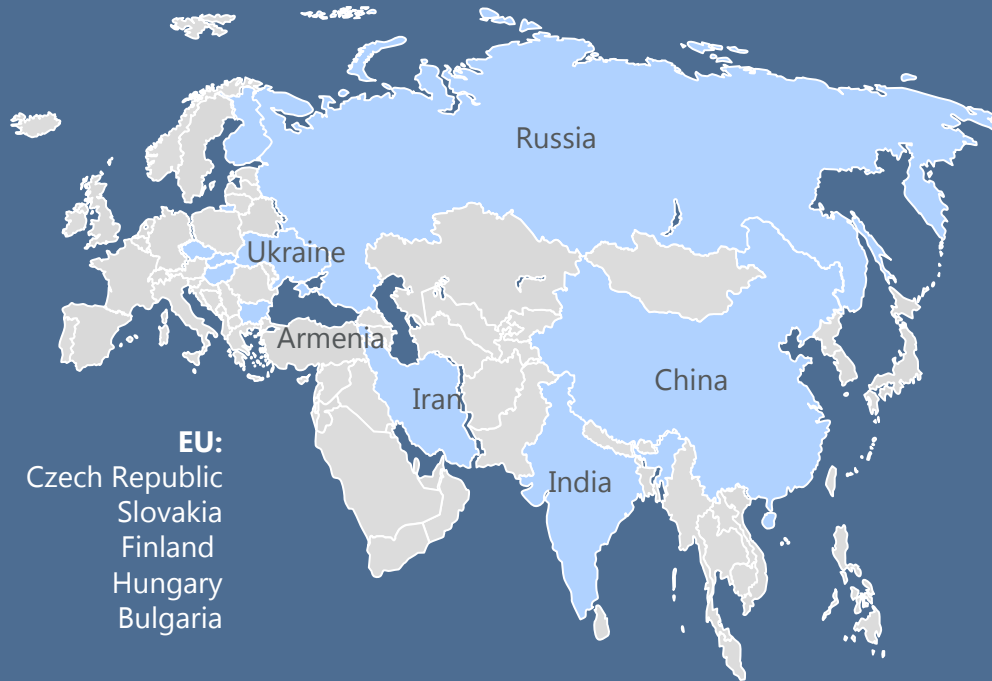 Russia
Ukraine
Armenia
China
Iran
India
EU:
Czech Republic
Slovakia
Finland
Hungary
Bulgaria